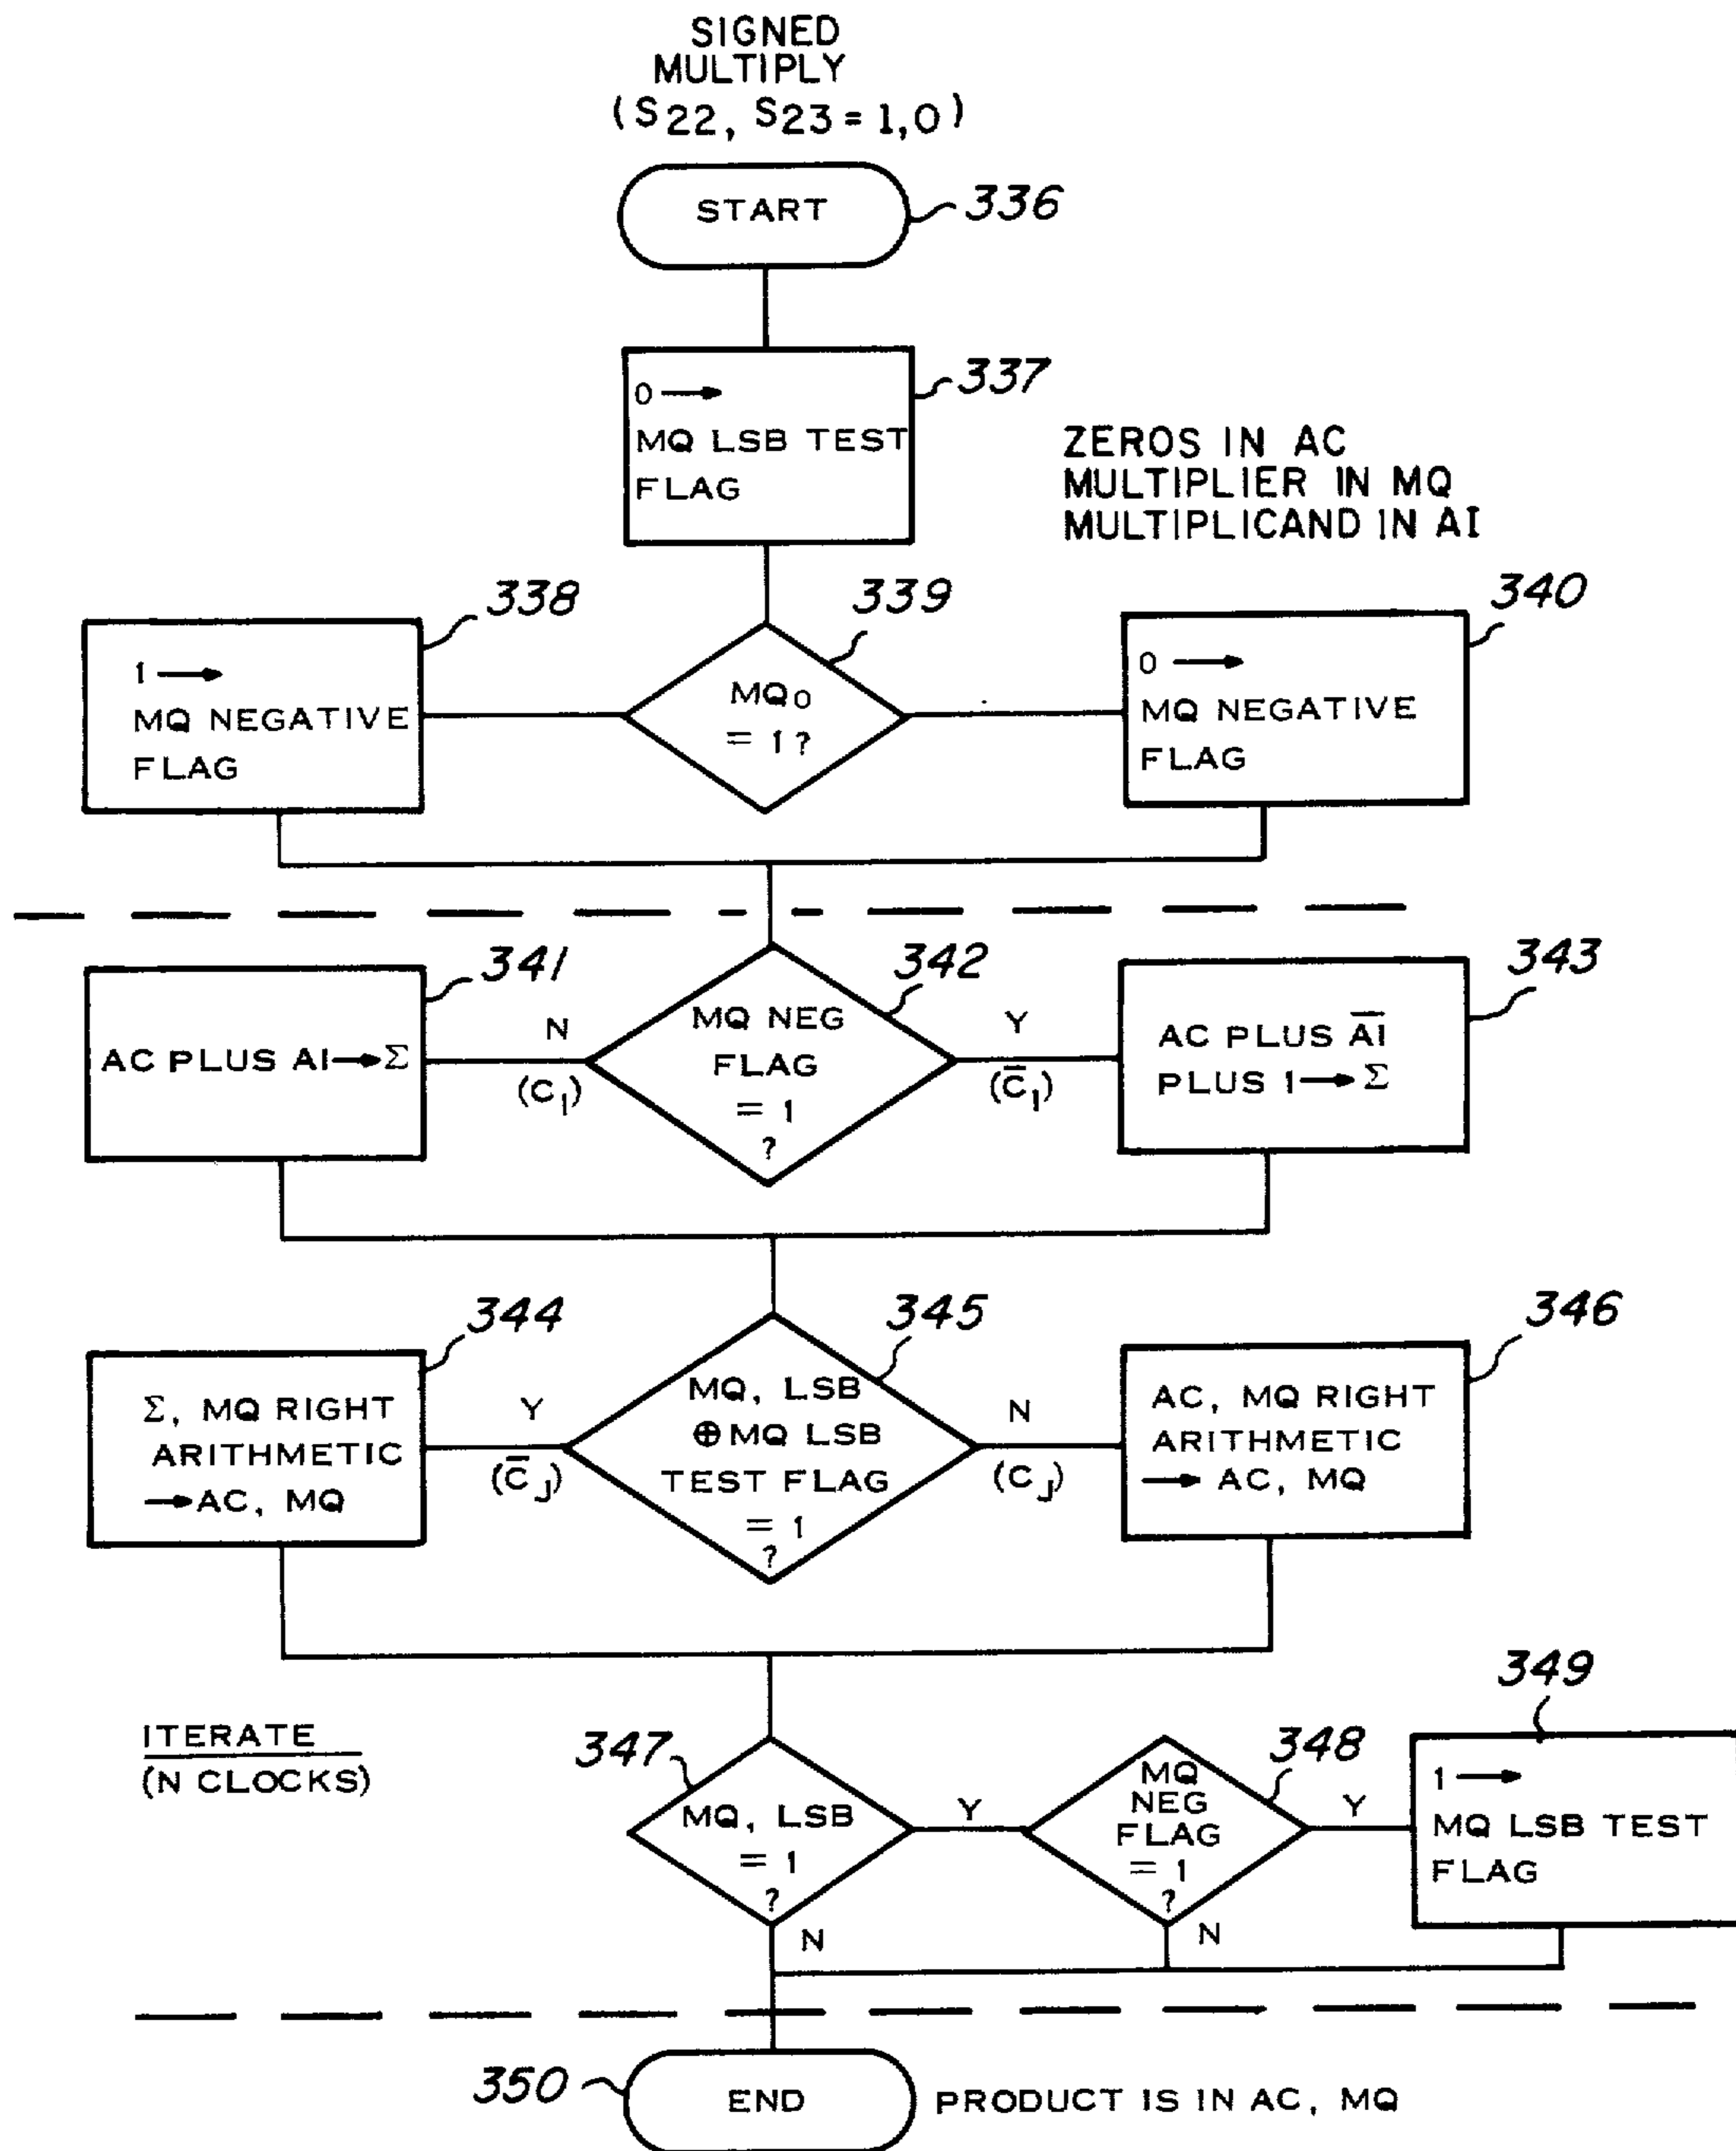 SIGNED
MULTIPLY
(S22, S23 = 1,0)
START
336
0 →
MQ LSB TEST
FLAG
337
ZEROS IN AC
MULTIPLIER IN MQ
MULTIPLICAND IN AI
338
1 →
MQ NEGATIVE
FLAG
339
MQ0
= 1 ?
340
0 →
MQ NEGATIVE
FLAG
341
AC PLUS AI → Σ
N
(C1)
342
MQ NEG
FLAG
= 1
?
Y
(C̅1)
343
AC PLUS A̅I̅
PLUS 1 → Σ
344
Σ, MQ RIGHT
ARITHMETIC
→ AC, MQ
Y
(C̅J)
345
MQ, LSB
⊕ MQ LSB
TEST FLAG
= 1
?
N
(CJ)
346
AC, MQ RIGHT
ARITHMETIC
→ AC, MQ
ITERATE
(N CLOCKS)
347
MQ, LSB
= 1
?
Y
N
348
MQ
NEG
FLAG
= 1
?
Y
N
349
1 →
MQ LSB TEST
FLAG
350
END
PRODUCT IS IN AC, MQ